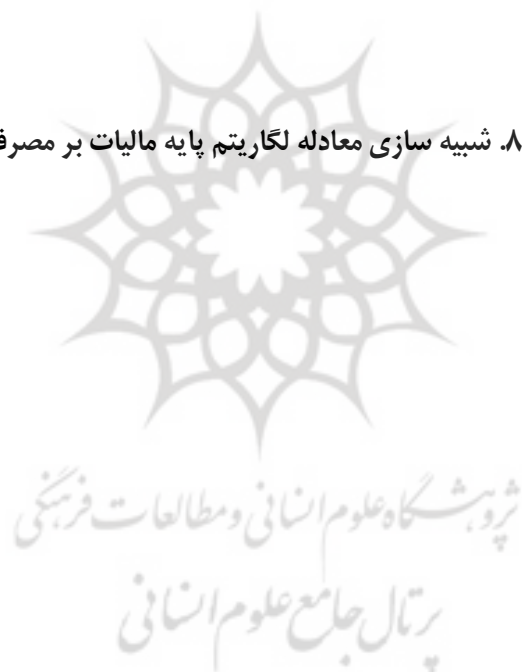 ۸. شبیه سازی معادله لگاریتم پایه مالیات بر مصرف
پژوهشگاه علوم انسانی و مطالعات فرهنگی
پرتال جامع علوم انسانی